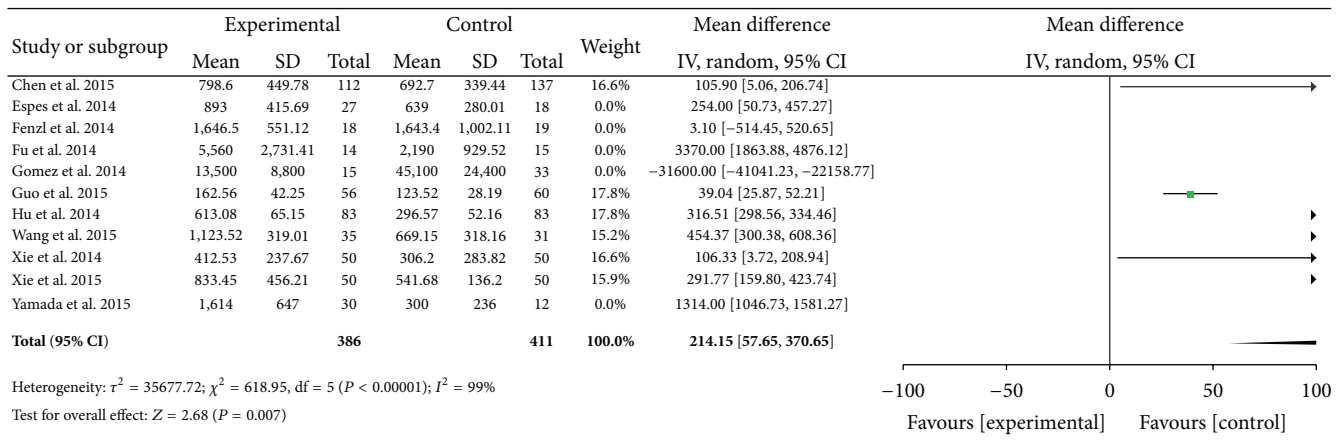 Study or subgroup Experimental Control Weight Mean difference Mean difference
Mean SD Total Mean SD Total IV, random, 95% CI IV, random, 95% CI
Chen et al. 2015 798.6 449.78 112 692.7 339.44 137 16.6% 105.90 [5.06, 206.74]
Espes et al. 2014 893 415.69 27 639 280.01 18 0.0% 254.00 [50.73, 457.27]
Fenzl et al. 2014 1,646.5 551.12 18 1,643.4 1,002.11 19 0.0% 3.10 [−514.45, 520.65]
Fu et al. 2014 5,560 2,731.41 14 2,190 929.52 15 0.0% 3370.00 [1863.88, 4876.12]
Gomez et al. 2014 13,500 8,800 15 45,100 24,400 33 0.0% −31600.00 [−41041.23, −22158.77]
Guo et al. 2015 162.56 42.25 56 123.52 28.19 60 17.8% 39.04 [25.87, 52.21]
Hu et al. 2014 613.08 65.15 83 296.57 52.16 83 17.8% 316.51 [298.56, 334.46]
Wang et al. 2015 1,123.52 319.01 35 669.15 318.16 31 15.2% 454.37 [300.38, 608.36]
Xie et al. 2014 412.53 237.67 50 306.2 283.82 50 16.6% 106.33 [3.72, 208.94]
Xie et al. 2015 833.45 456.21 50 541.68 136.2 50 15.9% 291.77 [159.80, 423.74]
Yamada et al. 2015 1,614 647 30 300 236 12 0.0% 1314.00 [1046.73, 1581.27]
Total (95% CI) 386 411 100.0% 214.15 [57.65, 370.65]
Heterogeneity: τ² = 35677.72; χ² = 618.95, df = 5 (P < 0.00001); I² = 99%
Test for overall effect: Z = 2.68 (P = 0.007)
−100 −50 0 50 100
Favours [experimental] Favours [control]